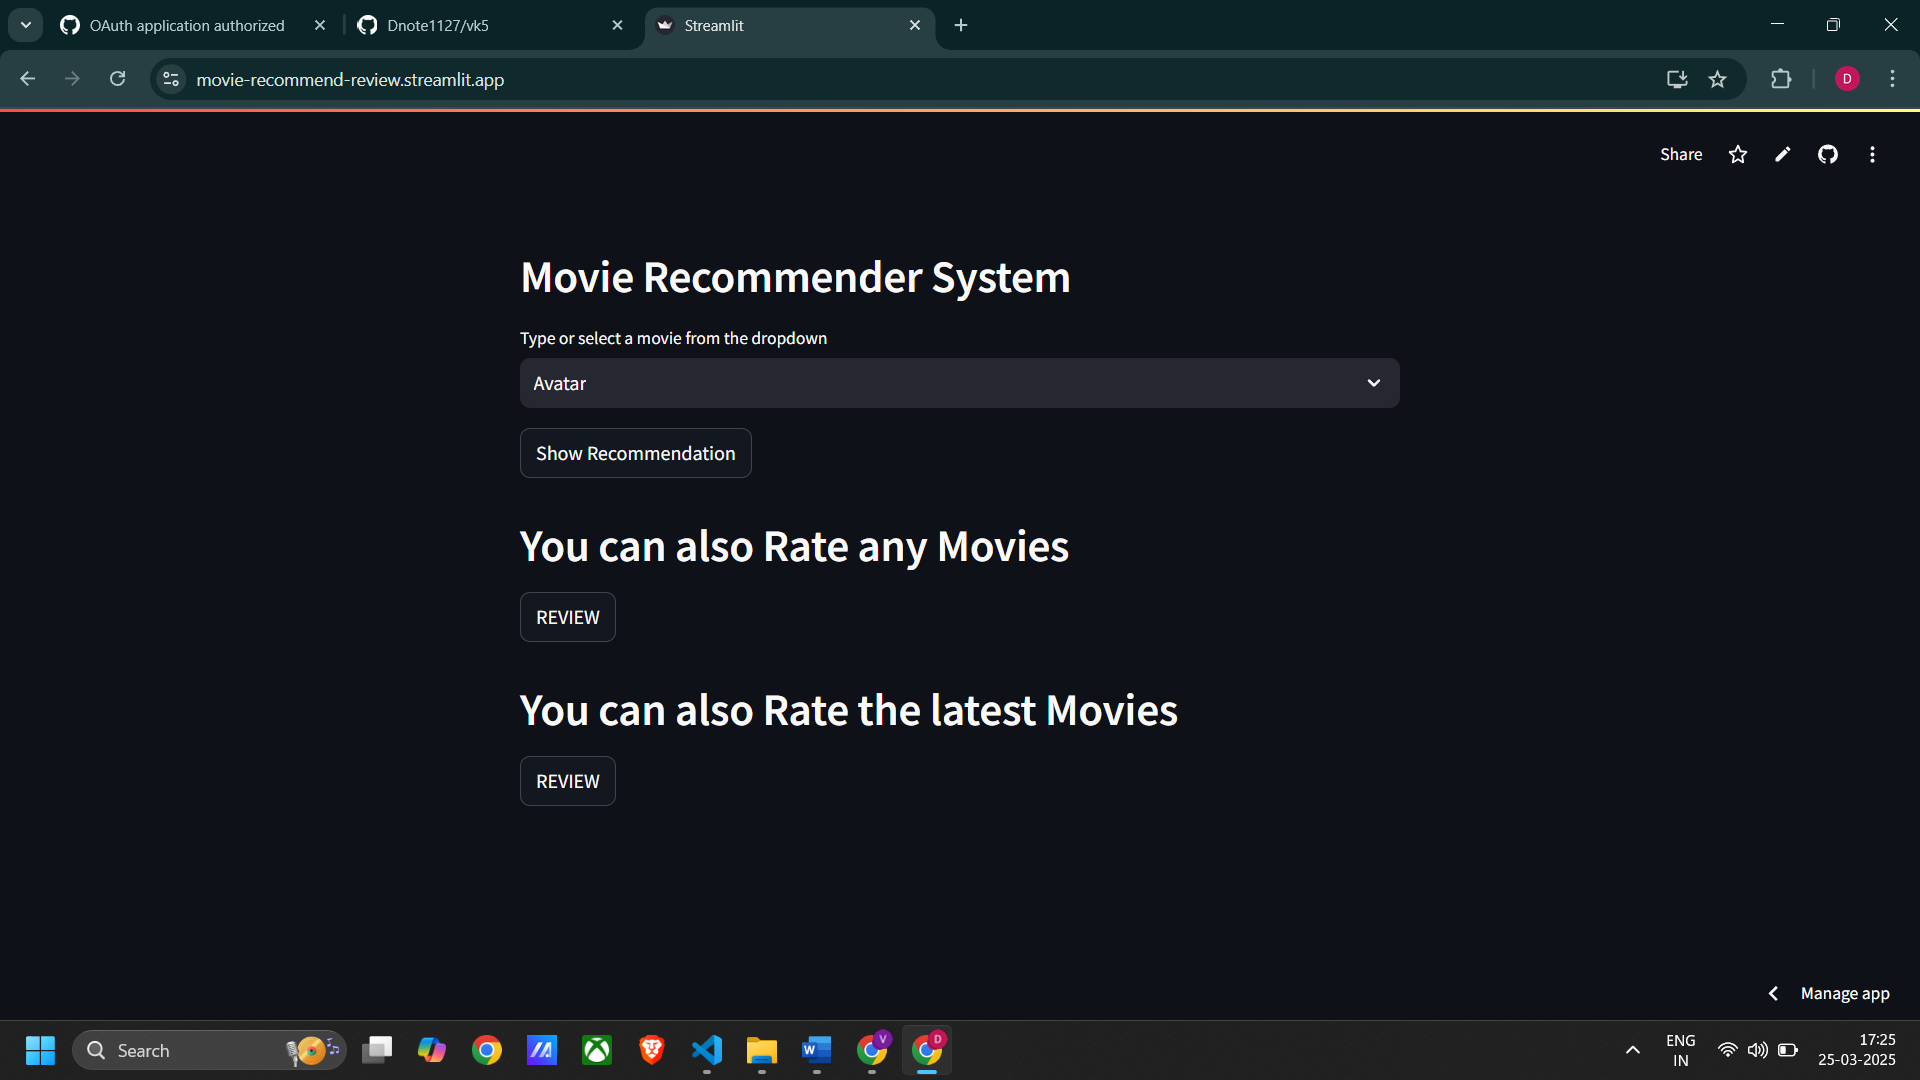 OAuth application authorized
Dnote1127/vk5
Streamlit
movie-recommend-review.streamlit.app
D
Share
Movie Recommender System
Type or select a movie from the dropdown
Avatar
Show Recommendation
You can also Rate any Movies
REVIEW
You can also Rate the latest Movies
REVIEW
Manage app
Search
W
V
D
ENG
IN
17:25
25-03-2025